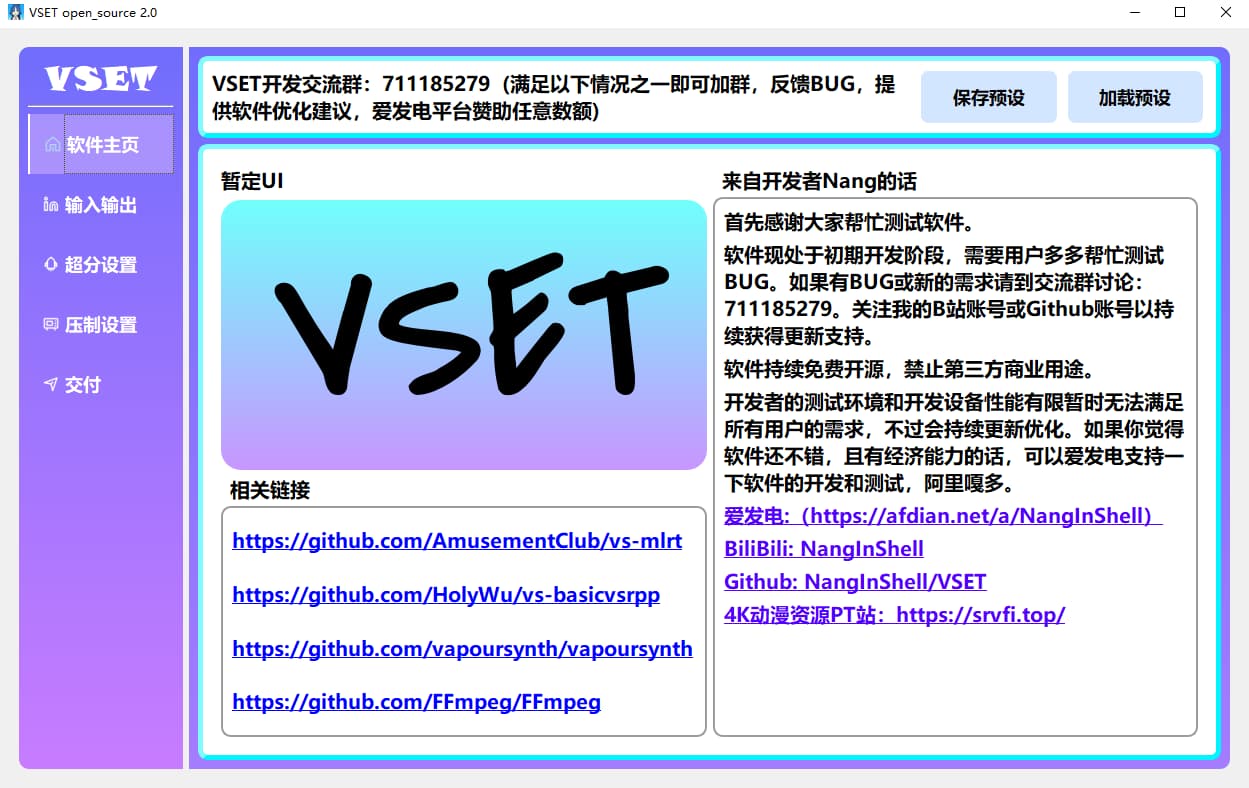 VSET open_source 2.0
VSET
软件主页
输入输出
超分设置
压制设置
交付
VSET开发交流群：711185279（满足以下情况之一即可加群，反馈BUG，提
供软件优化建议，爱发电平台赞助任意数额）
保存预设
加载预设
暂定UI
VSET
相关链接
https://github.com/AmusementClub/vs-mlrt
https://github.com/HolyWu/vs-basicvsrpp
https://github.com/vapoursynth/vapoursynth
https://github.com/FFmpeg/FFmpeg
来自开发者Nang的话
首先感谢大家帮忙测试软件。
软件现处于初期开发阶段，需要用户多多帮忙测试
BUG。如果有BUG或新的需求请到交流群讨论：
711185279。关注我的B站账号或Github账号以持
续获得更新支持。
软件持续免费开源，禁止第三方商业用途。
开发者的测试环境和开发设备性能有限暂时无法满足
所有用户的需求，不过会持续更新优化。如果你觉得
软件还不错，且有经济能力的话，可以爱发电支持一
下软件的开发和测试，阿里嘎多。
爱发电:（https://afdian.net/a/NangInShell）
BiliBili: NangInShell
Github: NangInShell/VSET
4K动漫资源PT站：https://srvfi.top/